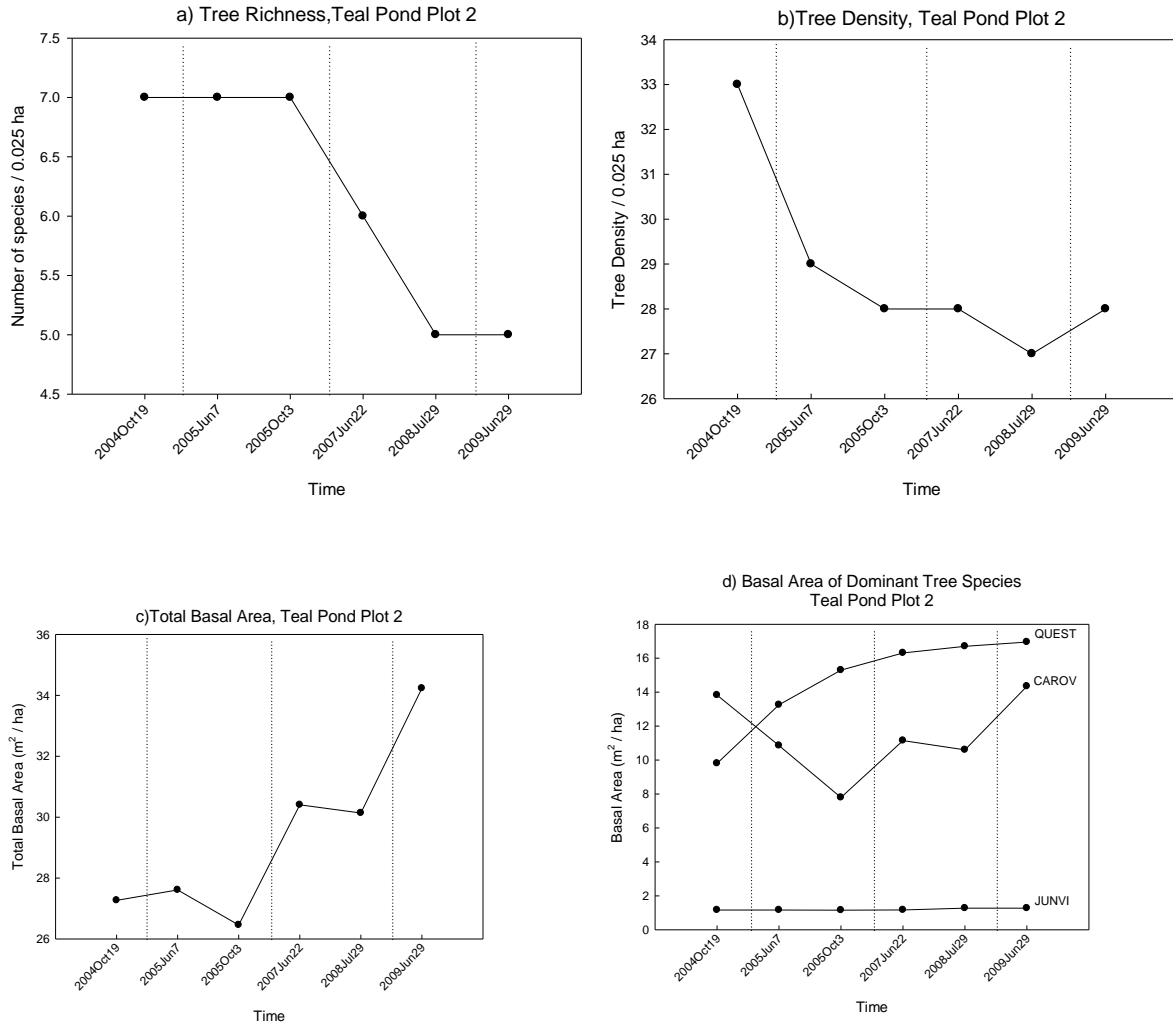 a) Tree Richness,Teal Pond Plot 2
7.5
7.0
6.5
6.0
5.5
5.0
4.5
Number of species / 0.025 ha
2004Oct19
2005Jun7
2005Oct3
2007Jun22
2008Jul29
2009Jun29
Time
b)Tree Density, Teal Pond Plot 2
34
33
32
31
30
29
28
27
26
Tree Density / 0.025 ha
2004Oct19
2005Jun7
2005Oct3
2007Jun22
2008Jul29
2009Jun29
Time
c)Total Basal Area, Teal Pond Plot 2
36
34
32
30
28
26
Total Basal Area (m² / ha)
2004Oct19
2005Jun7
2005Oct3
2007Jun22
2008Jul29
2009Jun29
Time
d) Basal Area of Dominant Tree Species
Teal Pond Plot 2
18
16
14
12
10
8
6
4
2
0
Basal Area (m² / ha)
QUEST
CAROV
JUNVI
2004Oct19
2005Jun7
2005Oct3
2007Jun22
2008Jul29
2009Jun29
Time